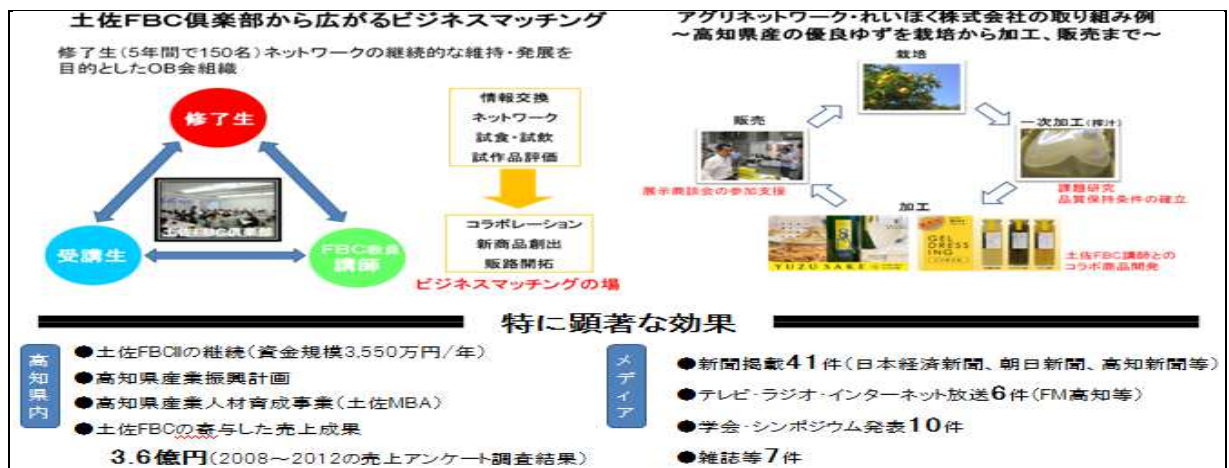 土佐FBC倶楽部から広がるビジネスマッチング
修了生(5年間で150名)ネットワークの継続的な維持・発展を
目的としたOB会組織
修了生
受講生
FBC教員
講師
土佐FBC倶楽部
情報交換
ネットワーク
試食・試飲
試作品評価
コラボレーション
新商品創出
販路開拓
ビジネスマッチングの場
アグリネットワーク・れいほく株式会社の取り組み例
～高知県産の優良ゆずを栽培から加工、販売まで～
栽培
一次加工(搾汁)
課題研究
品質保持条件の確立
加工
YUZU SAKE
GEL
DRESS
ING
土佐FBC講師との
コラボ商品開発
販売
展示商談会の参加支援
特に顕著な効果
高知県内
●土佐FBCⅡの継続(資金規模3,550万円/年)
●高知県産業振興計画
●高知県産業人材育成事業(土佐MBA)
●土佐FBCの寄与した売上成果
3.6億円(2008～2012の売上アンケート調査結果)
メディア
●新聞掲載41件(日本経済新聞、朝日新聞、高知新聞等)
●テレビ・ラジオ・インターネット放送6件(FM高知等)
●学会・シンポジウム発表10件
●雑誌等7件